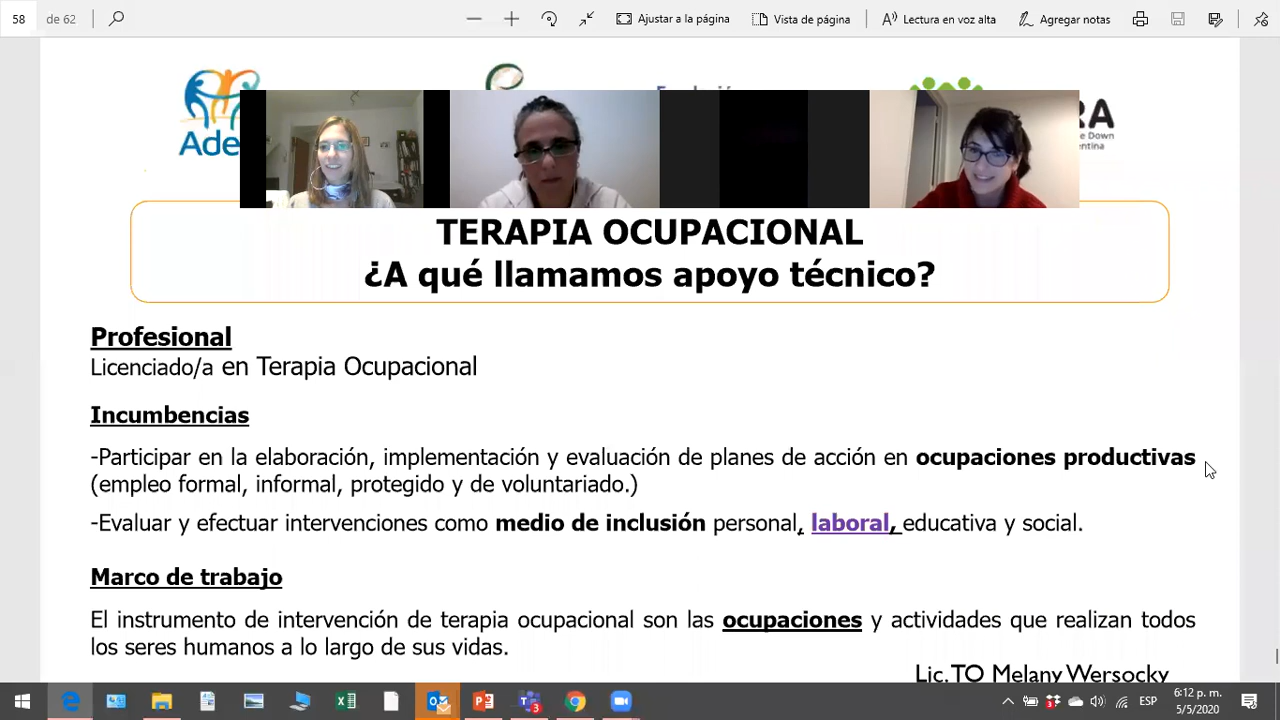 58 de 62 Ajustar a la página Vista de página Lectura en voz alta Agregar notas
Ade
RA
e Down
entina
TERAPIA OCUPACIONAL
¿A qué llamamos apoyo técnico?
Profesional
Licenciado/a en Terapia Ocupacional
Incumbencias
-Participar en la elaboración, implementación y evaluación de planes de acción en ocupaciones productivas
(empleo formal, informal, protegido y de voluntariado.)
-Evaluar y efectuar intervenciones como medio de inclusión personal, laboral, educativa y social.
Marco de trabajo
El instrumento de intervención de terapia ocupacional son las ocupaciones y actividades que realizan todos
los seres humanos a lo largo de sus vidas.
Lic. TO Melany Wersocky
ESP 6:12 p. m.
5/5/2020